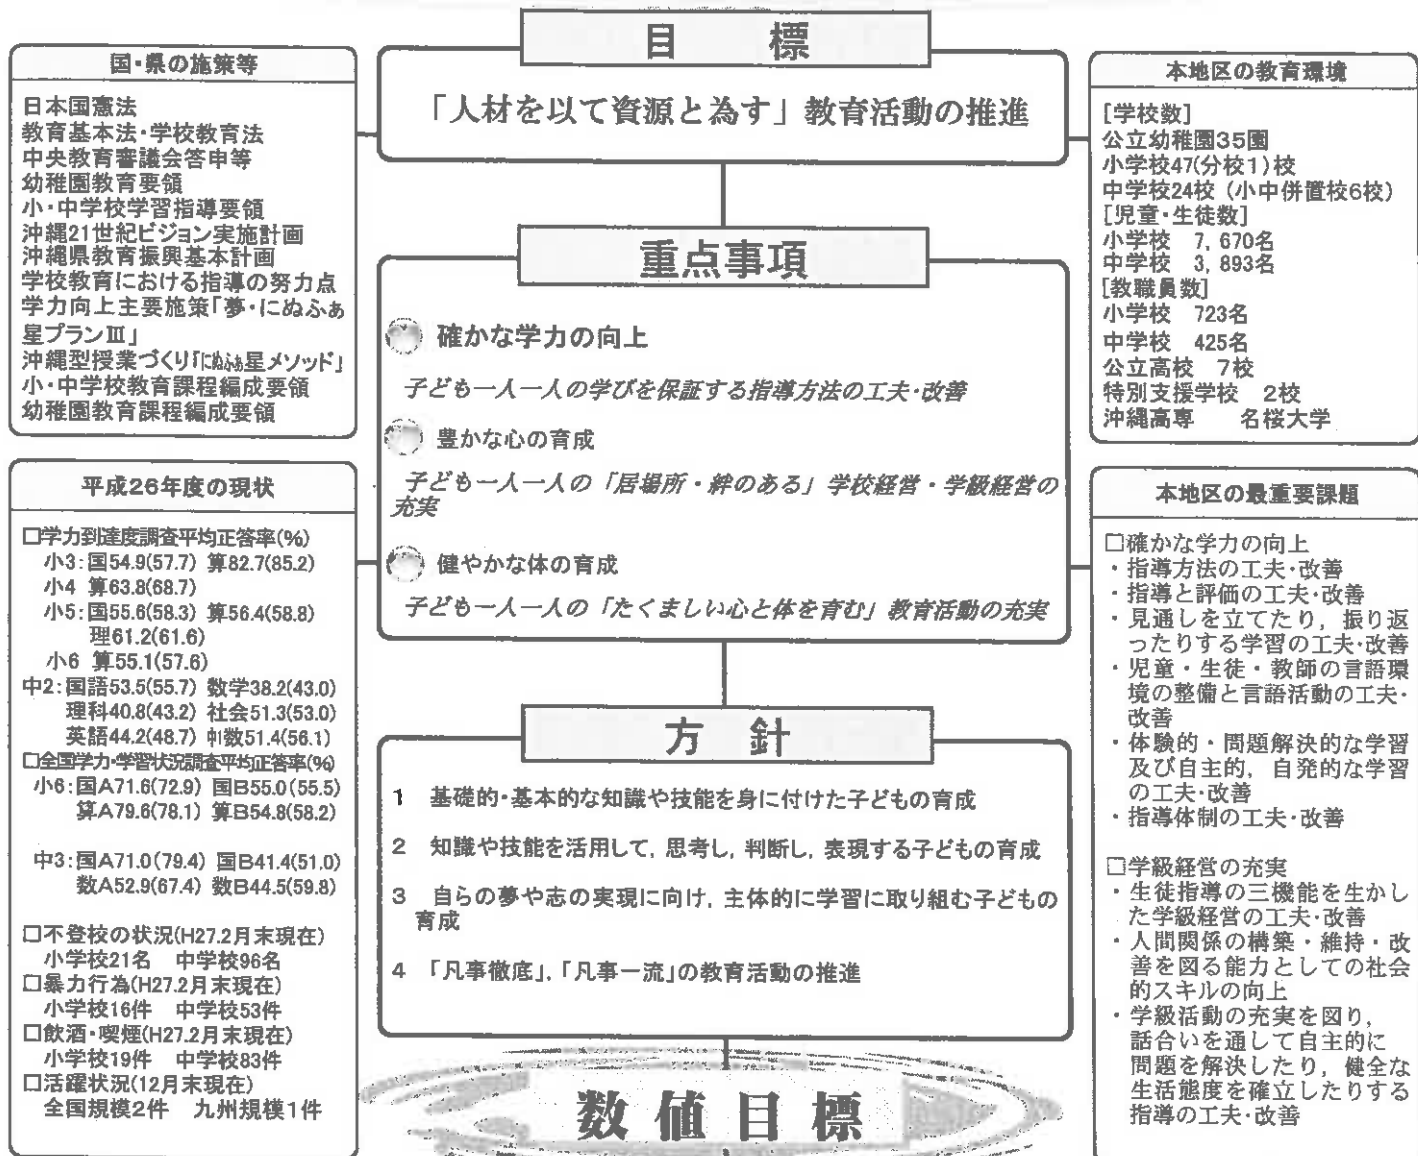 目標
「人材を以て資源と為す」教育活動の推進
国・県の施策等
日本国憲法
教育基本法・学校教育法
中央教育審議会答申等
幼稚園教育要領
小・中学校学習指導要領
沖縄21世紀ビジョン実施計画
沖縄県教育振興基本計画
学校教育における指導の努力点
学力向上主要施策「夢・にぬふぁ
星プランⅢ」
沖縄型授業づくり「にぬふぁ星メソッド」
小・中学校教育課程編成要領
幼稚園教育課程編成要領
本地区の教育環境
[学校数]
公立幼稚園35園
小学校47(分校1)校
中学校24校 (小中併置校6校)
[児童・生徒数]
小学校 7, 670名
中学校 3, 893名
[教職員数]
小学校 723名
中学校 425名
公立高校 7校
特別支援学校 2校
沖縄高専 名桜大学
重点事項
確かな学力の向上
子ども一人一人の学びを保証する指導方法の工夫・改善
豊かな心の育成
子ども一人一人の「居場所・絆のある」学校経営・学級経営の
充実
健やかな体の育成
子ども一人一人の「たくましい心と体を育む」教育活動の充実
平成26年度の現状
□学力到達度調査平均正答率(%)
小3:国54.9(57.7) 算82.7(85.2)
小4 算63.8(68.7)
小5:国55.6(58.3) 算56.4(58.8)
理61.2(61.6)
小6 算55.1(57.6)
中2:国語53.5(55.7) 数学38.2(43.0)
理科40.8(43.2) 社会51.3(53.0)
英語44.2(48.7) 中1数51.4(56.1)
□全国学力・学習状況調査平均正答率(%)
小6:国A71.6(72.9) 国B55.0(55.5)
算A79.6(78.1) 算B54.8(58.2)
中3:国A71.0(79.4) 国B41.4(51.0)
数A52.9(67.4) 数B44.5(59.8)
□不登校の状況(H27.2月末現在)
小学校21名 中学校96名
□暴力行為(H27.2月末現在)
小学校16件 中学校53件
□飲酒・喫煙(H27.2月末現在)
小学校19件 中学校83件
□活躍状況(12月末現在)
全国規模2件 九州規模1件
本地区の最重要課題
□確かな学力の向上
・指導方法の工夫・改善
・指導と評価の工夫・改善
・見通しを立てたり，振り返
ったりする学習の工夫・改善
・児童・生徒・教師の言語環
境の整備と言語活動の工夫・
改善
・体験的・問題解決的な学習
及び自主的，自発的な学習
の工夫・改善
・指導体制の工夫・改善
□学級経営の充実
・生徒指導の三機能を生かし
た学級経営の工夫・改善
・人間関係の構築・維持・改
善を図る能力としての社会
的スキルの向上
・学級活動の充実を図り，
話合いを通して自主的に
問題を解決したり，健全な
生活態度を確立したりする
指導の工夫・改善
方針
1 基礎的・基本的な知識や技能を身に付けた子どもの育成
2 知識や技能を活用して，思考し，判断し，表現する子どもの育成
3 自らの夢や志の実現に向け，主体的に学習に取り組む子どもの
育成
4 「凡事徹底」，「凡事一流」の教育活動の推進
数値目標